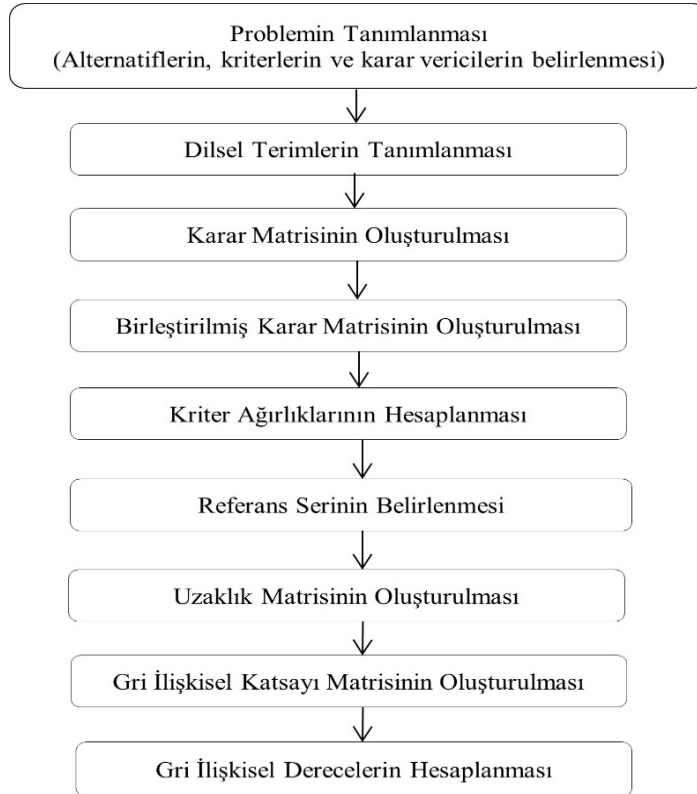 Problemin Tanımlanması
(Alternatiflerin, kriterlerin ve karar vericilerin belirlenmesi)
Dilsel Terimlerin Tanımlanması
Karar Matrisinin Oluşturulması
Birleştirilmiş Karar Matrisinin Oluşturulması
Kriter Ağırlıklarının Hesaplanması
Referans Serinin Belirlenmesi
Uzaklık Matrisinin Oluşturulması
Gri İlişkisel Katsayı Matrisinin Oluşturulması
Gri İlişkisel Derecelerin Hesaplanması